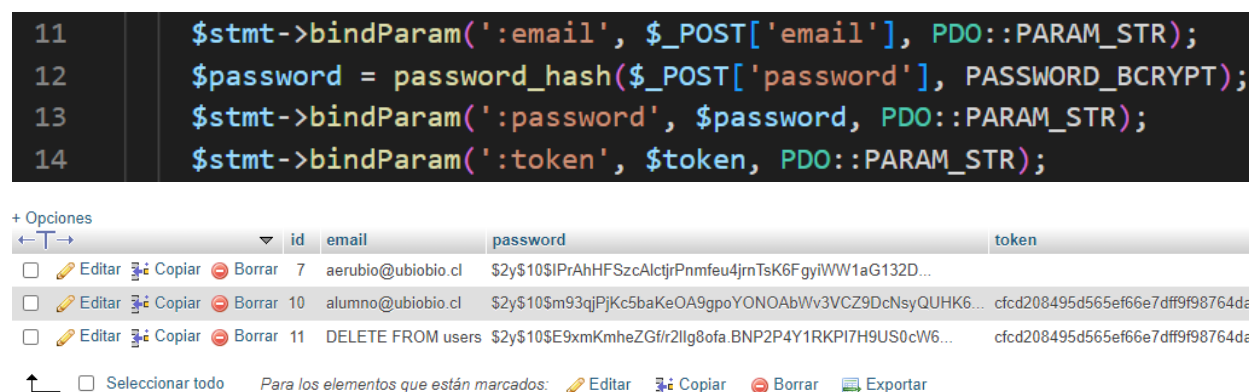 11 $stmt->bindParam(':email', $_POST['email'], PDO::PARAM_STR);
12 $password = password_hash($_POST['password'], PASSWORD_BCRYPT);
13 $stmt->bindParam(':password', $password, PDO::PARAM_STR);
14 $stmt->bindParam(':token', $token, PDO::PARAM_STR);
+ Opciones
←T→ ▼ id email password token
Editar Copiar Borrar 7 aerubio@ubiobio.cl $2y$10$IPrAhHFSzcAlctjrPnmfeu4jrnTsK6FgyiWW1aG132D...
Editar Copiar Borrar 10 alumno@ubiobio.cl $2y$10$m93qjPjKc5baKeOA9gpoYONOAbWv3VCZ9DcNsyQUHK6... cfcd208495d565ef66e7dff9f98764da
Editar Copiar Borrar 11 DELETE FROM users $2y$10$E9xmKmheZGf/r2lIg8ofa.BNP2P4Y1RKPI7H9US0cW6... cfcd208495d565ef66e7dff9f98764da
Seleccionar todo Para los elementos que están marcados: Editar Copiar Borrar Exportar